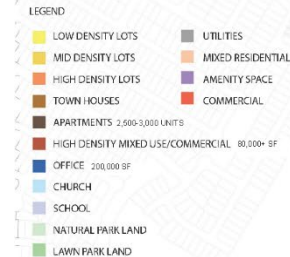 LEGEND
LOW DENSITY LOTS
MID DENSITY LOTS
HIGH DENSITY LOTS
TOWN HOUSES
APARTMENTS 2,500-3,000 UNITS
HIGH DENSITY MIXED USE/COMMERCIAL 80,000+ SF
OFFICE 200,000 SF
CHURCH
SCHOOL
NATURAL PARK LAND
LAWN PARK LAND
UTILITIES
MIXED RESIDENTIAL
AMENITY SPACE
COMMERCIAL